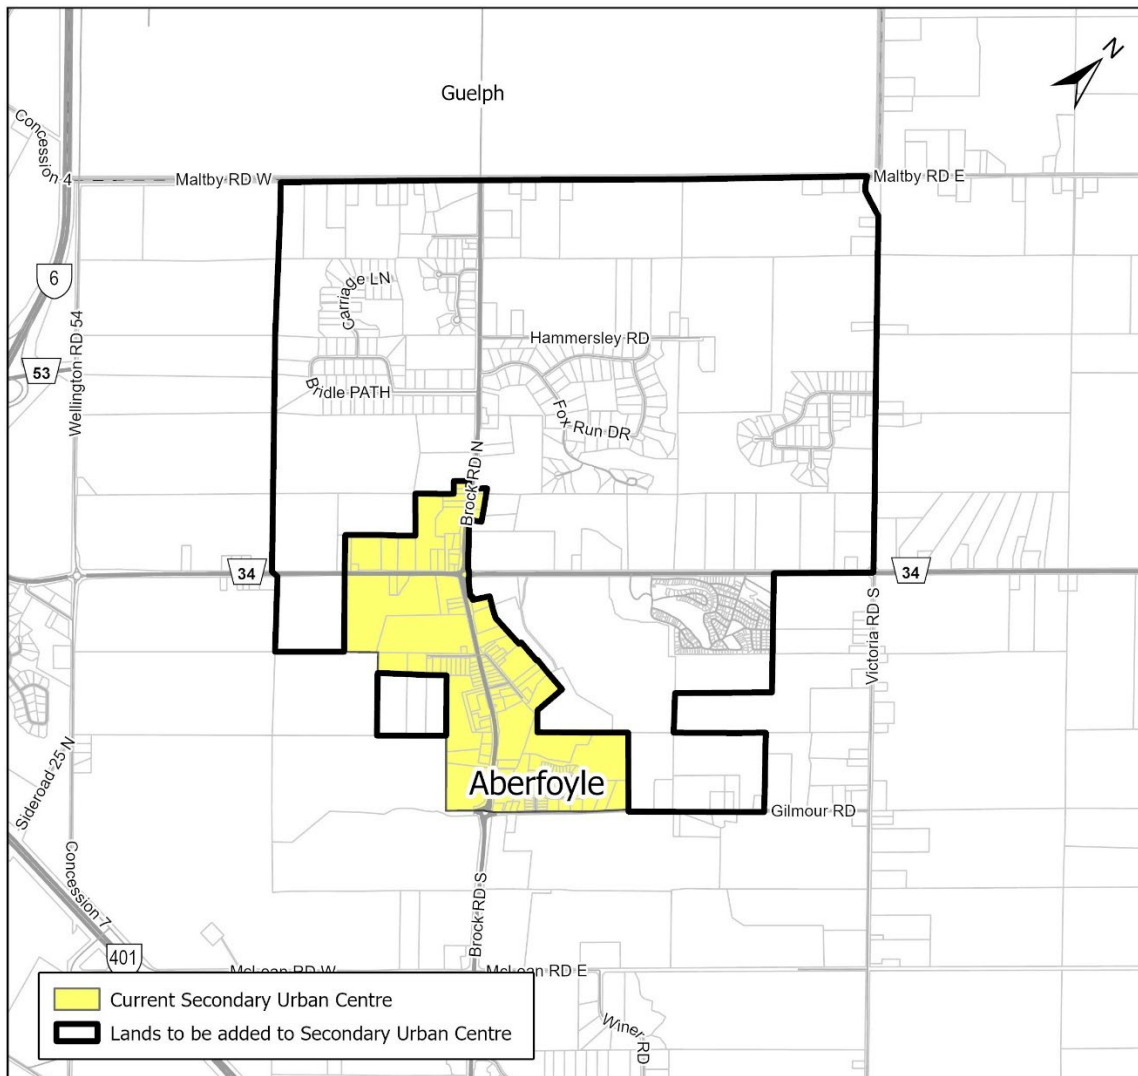 N
Guelph
Concession 4
Maltby RD W
Maltby RD E
6
Carriage LN
Wellington RD 54
Hammersley RD
53
Bridle PATH
Fox Run DR
Brock RD N
34
34
Victoria RD S
Aberfoyle
Sideroad 25 N
Gilmour RD
Concession 7
Brock RD S
401
McLean RD W
McLean RD E
Winer RD
Current Secondary Urban Centre
Lands to be added to Secondary Urban Centre